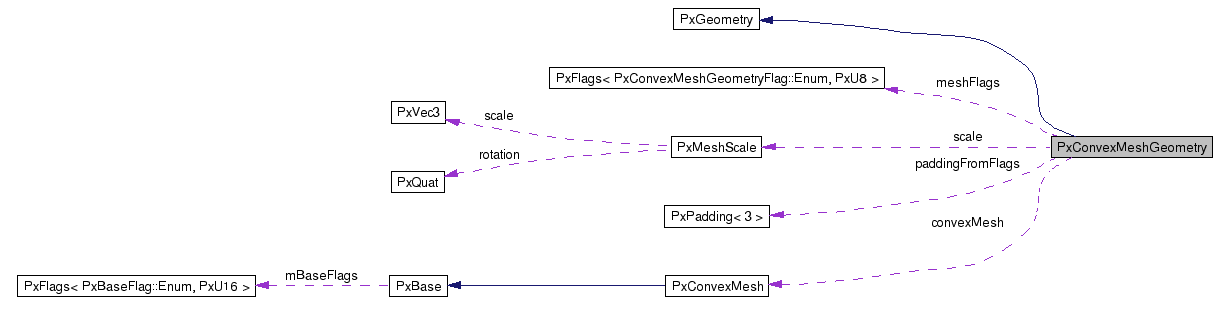 PxGeometry
PxFlags< PxConvexMeshGeometryFlag::Enum, PxU8 >
meshFlags
PxVec3
scale
PxMeshScale
scale
PxConvexMeshGeometry
rotation
paddingFromFlags
PxQuat
PxPadding< 3 >
convexMesh
PxFlags< PxBaseFlag::Enum, PxU16 >
mBaseFlags
PxBase
PxConvexMesh